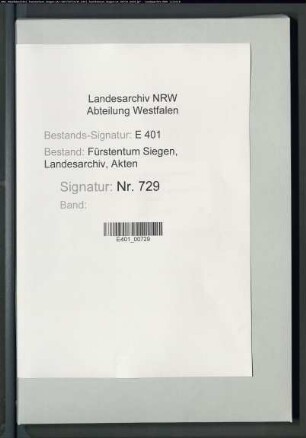 Landesarchiv NRW
Abteilung Westfalen
Bestands-Signatur: E 401
Bestand: Fürstentum Siegen,
Landesarchiv, Akten
Signatur: Nr. 729
Band:
E401_00729